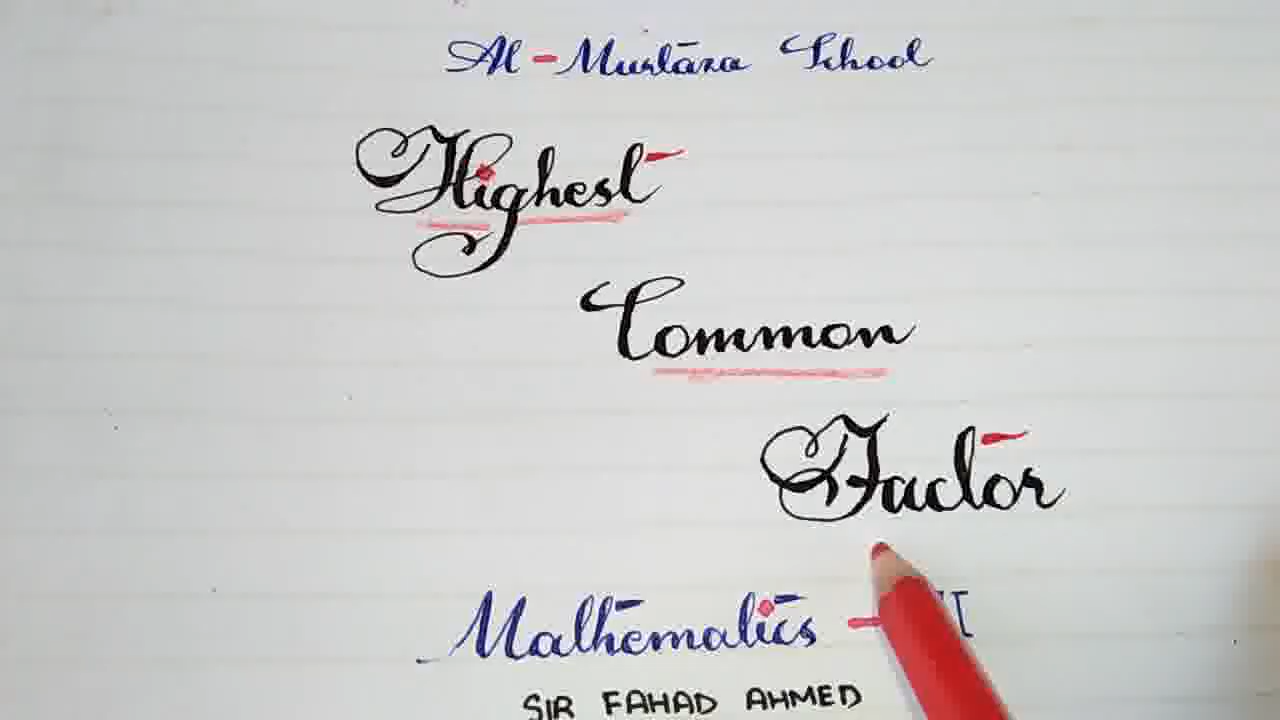 Al-Murtaza School
Highest
Common
Factor
Mathematics -
SIR FAHAD AHMED